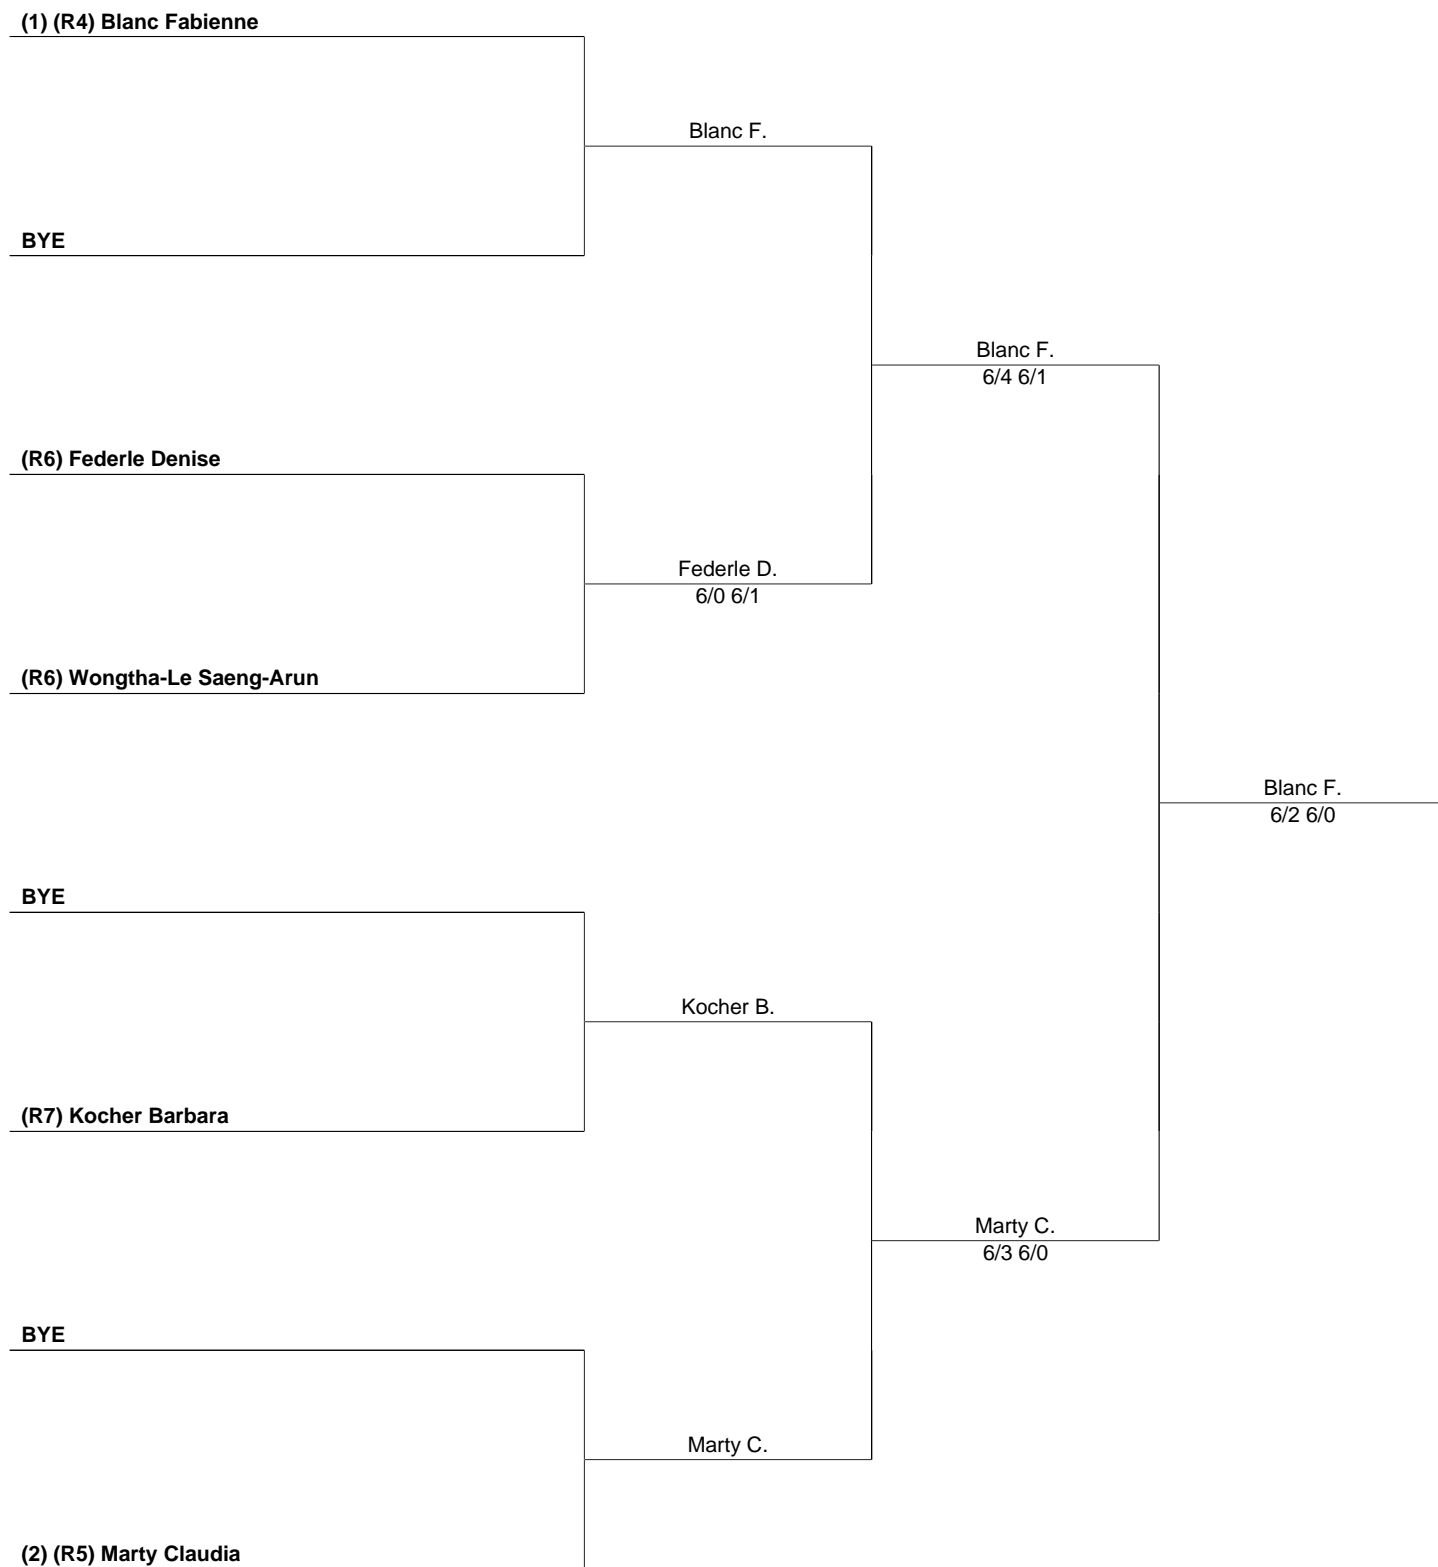 (1) (R4) Blanc Fabienne
Blanc F.
BYE
Blanc F.
6/4 6/1
(R6) Federle Denise
Federle D.
6/0 6/1
(R6) Wongtha-Le Saeng-Arun
Blanc F.
6/2 6/0
BYE
Kocher B.
(R7) Kocher Barbara
Marty C.
6/3 6/0
BYE
Marty C.
(2) (R5) Marty Claudia